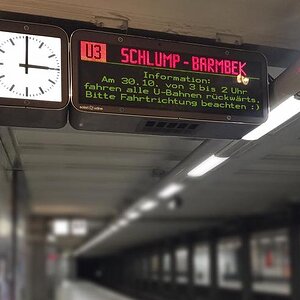 U3 SCHLUMP - BARMBEK
Information:
Am 30.10. von 3 bis 2 Uhr
fahren alle U-Bahnen rückwärts.
Bitte Fahrtrichtung beachten :)